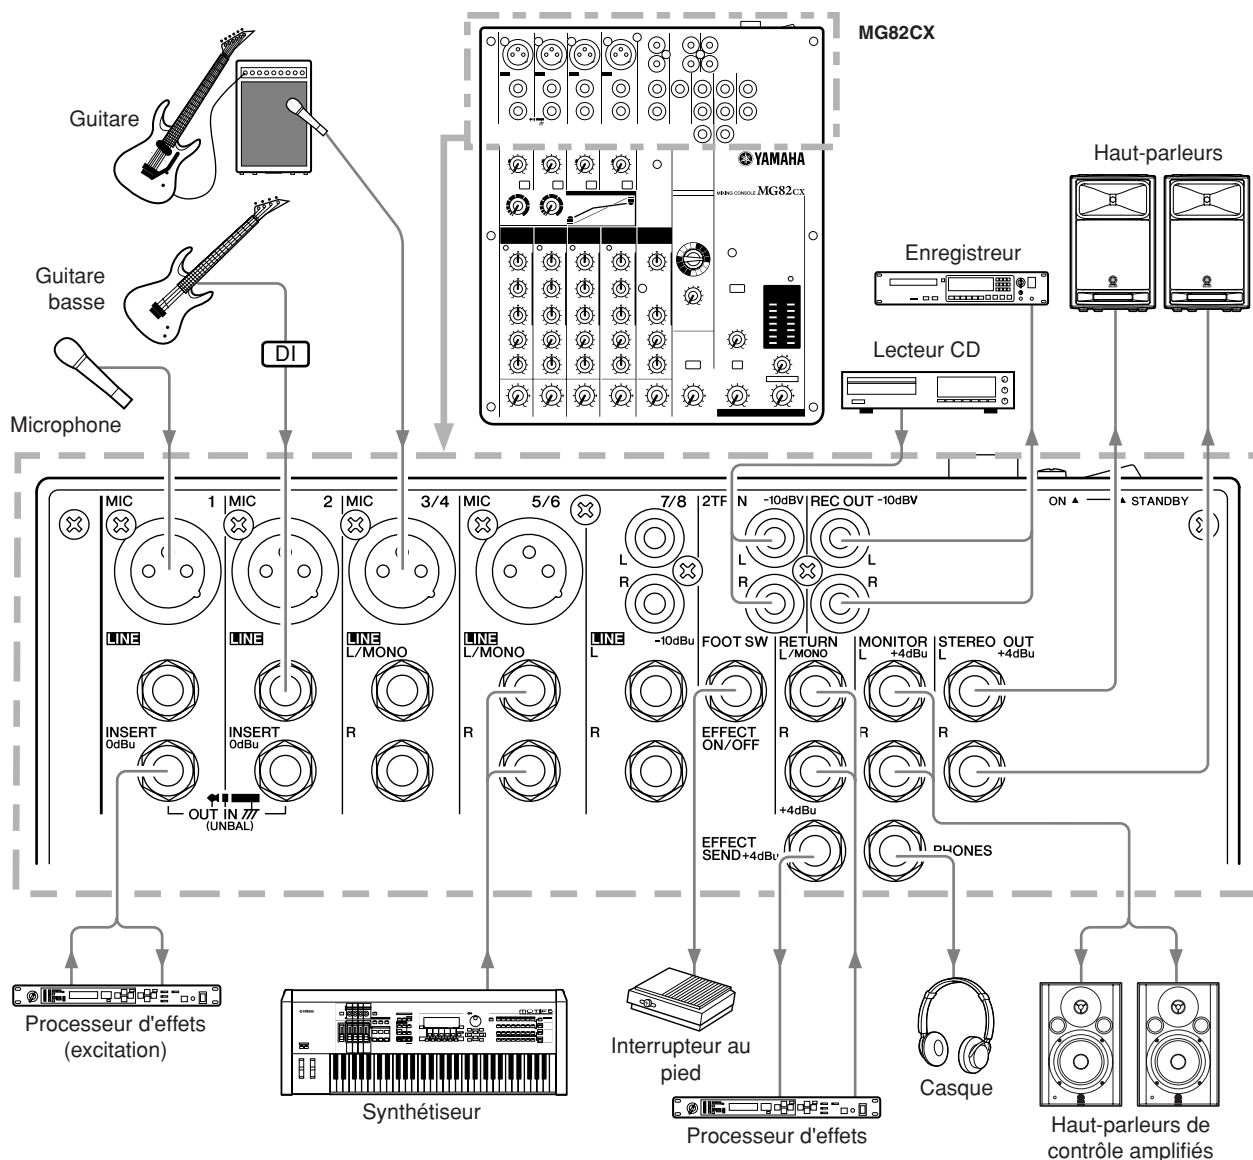 MG82CX
Guitare
YAMAHA
MIXING CONSOLE MG82CX
Haut-parleurs
Guitare
basse
Enregistreur
DI
Lecteur CD
Microphone
MIC 1
MIC 2
MIC 3/4
MIC 5/6
7/8
-10dBV
REC OUT -10dBV
ON ▲ — ▲ STANDBY
L
L
L
R
R
R
LINE
LINE
LINE
L/MONO
LINE
L/MONO
LINE
L
-10dBu
FOOT SW
RETURN
L/MONO
MONITOR
L +4dBu
STEREO OUT
L +4dBu
INSERT
0dBu
INSERT
0dBu
R
R
R
EFFECT
ON/OFF
R
R
R
OUT IN
(UNBAL)
+4dBu
EFFECT
SEND +4dBu
PHONES
Processeur d'effets
(excitation)
YAMAHA
MOTIF
Synthétiseur
Interrupteur au
pied
Casque
Processeur d'effets
Haut-parleurs de
contrôle amplifiés